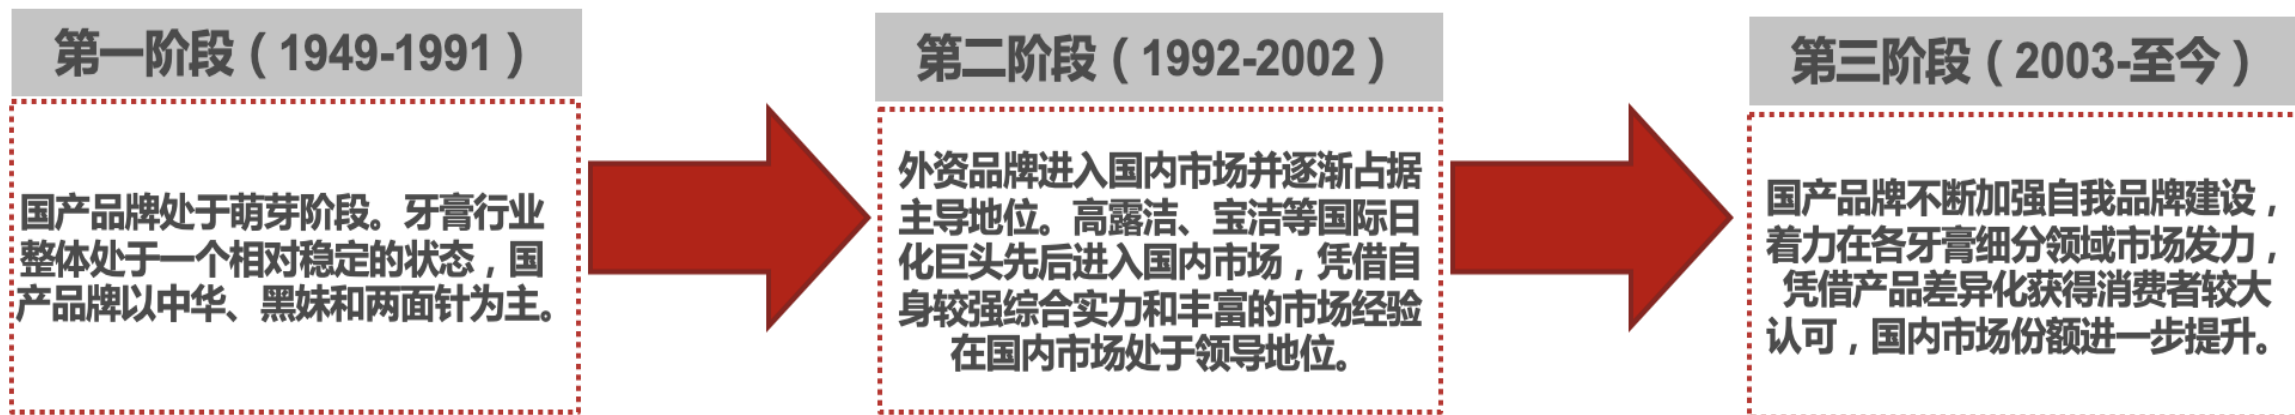 第一阶段（1949-1991）
国产品牌处于萌芽阶段。牙膏行业
整体处于一个相对稳定的状态，国
产品牌以中华、黑妹和两面针为主。
第二阶段（1992-2002）
外资品牌进入国内市场并逐渐占据
主导地位。高露洁、宝洁等国际日
化巨头先后进入国内市场，凭借自
身较强综合实力和丰富的市场经验
在国内市场处于领导地位。
第三阶段（2003-至今）
国产品牌不断加强自我品牌建设，
着力在各牙膏细分领域市场发力，
凭借产品差异化获得消费者较大
认可，国内市场份额进一步提升。